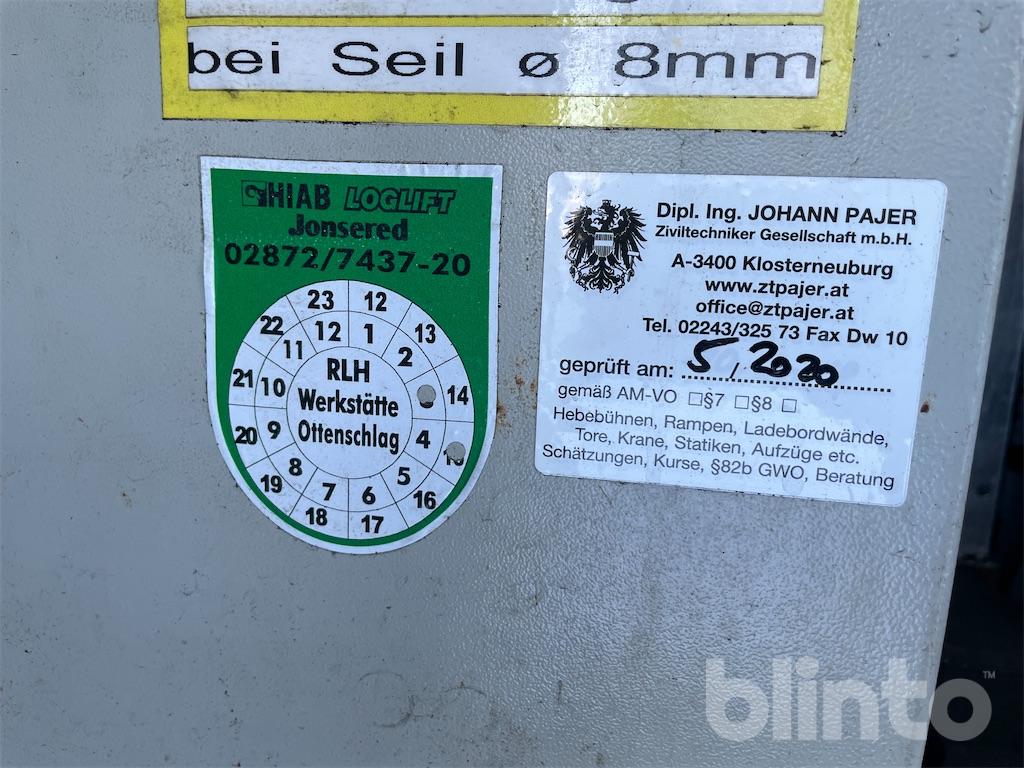 bei Seil ø 8mm
HIAB LOGLIFT
Jonsered
02872/7437-20
23 12
22 12 1 13
11 2
21 10 RLH 14
Werkstätte
20 9 Ottenschlag 4
19 8 5 16
7 6
18 17
Dipl. Ing. JOHANN PAJER
Ziviltechniker Gesellschaft m.b.H.
A-3400 Klosterneuburg
www.ztpajer.at
office@ztpajer.at
Tel. 02243/325 73 Fax Dw 10
geprüft am: 5/2020
gemäß AM-VO □§7 □§8 □
Hebebühnen, Rampen, Ladebordwände,
Tore, Krane, Statiken, Aufzüge etc.
Schätzungen, Kurse, §82b GWO, Beratung
blinto™